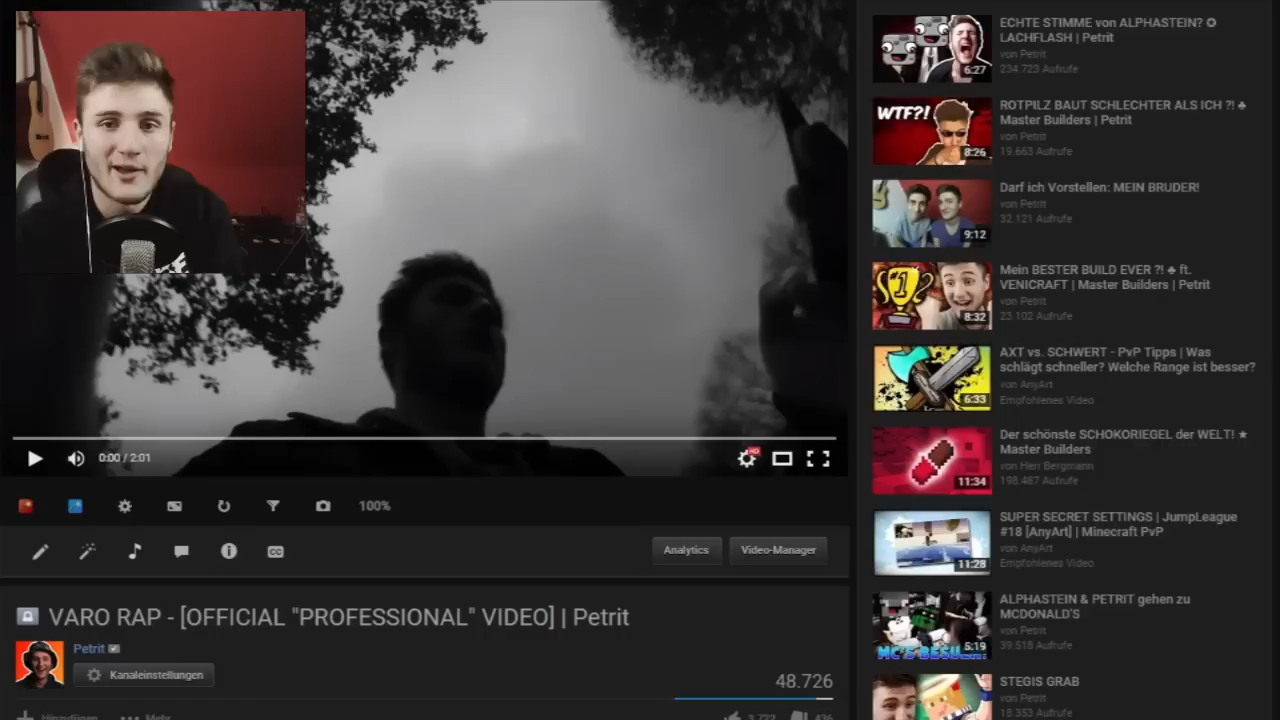 0:00 / 2:01
100%
Analytics
Video-Manager
VARO RAP - [OFFICIAL "PROFESSIONAL" VIDEO] | Petrit
Petrit
Kanaleinstellungen
48.726
Hinzufügen
Mehr
3.722
436
6:27
ECHTE STIMME von ALPHASTEIN? ✪
LACHFLASH | Petrit
von Petrit
234.723 Aufrufe
WTF?!
8:26
ROTPILZ BAUT SCHLECHTER ALS ICH ?! ♣
Master Builders | Petrit
von Petrit
19.663 Aufrufe
9:12
Darf ich Vorstellen: MEIN BRUDER!
von Petrit
32.121 Aufrufe
#1
8:32
Mein BESTER BUILD EVER ?! ♣ ft.
VENICRAFT | Master Builders | Petrit
von Petrit
23.102 Aufrufe
6:33
AXT vs. SCHWERT - PvP Tipps | Was
schlägt schneller? Welche Range ist besser?
von AnyArt
Empfohlenes Video
11:34
Der schönste SCHOKORIEGEL der WELT! ★
Master Builders
von Herr Bergmann
198.487 Aufrufe
11:28
SUPER SECRET SETTINGS | JumpLeague
#18 [AnyArt] | Minecraft PvP
von AnyArt
Empfohlenes Video
5:19
ALPHASTEIN & PETRIT gehen zu
MCDONALD'S
von Petrit
39.518 Aufrufe
STEGIS GRAB
von Petrit
18.353 Aufrufe